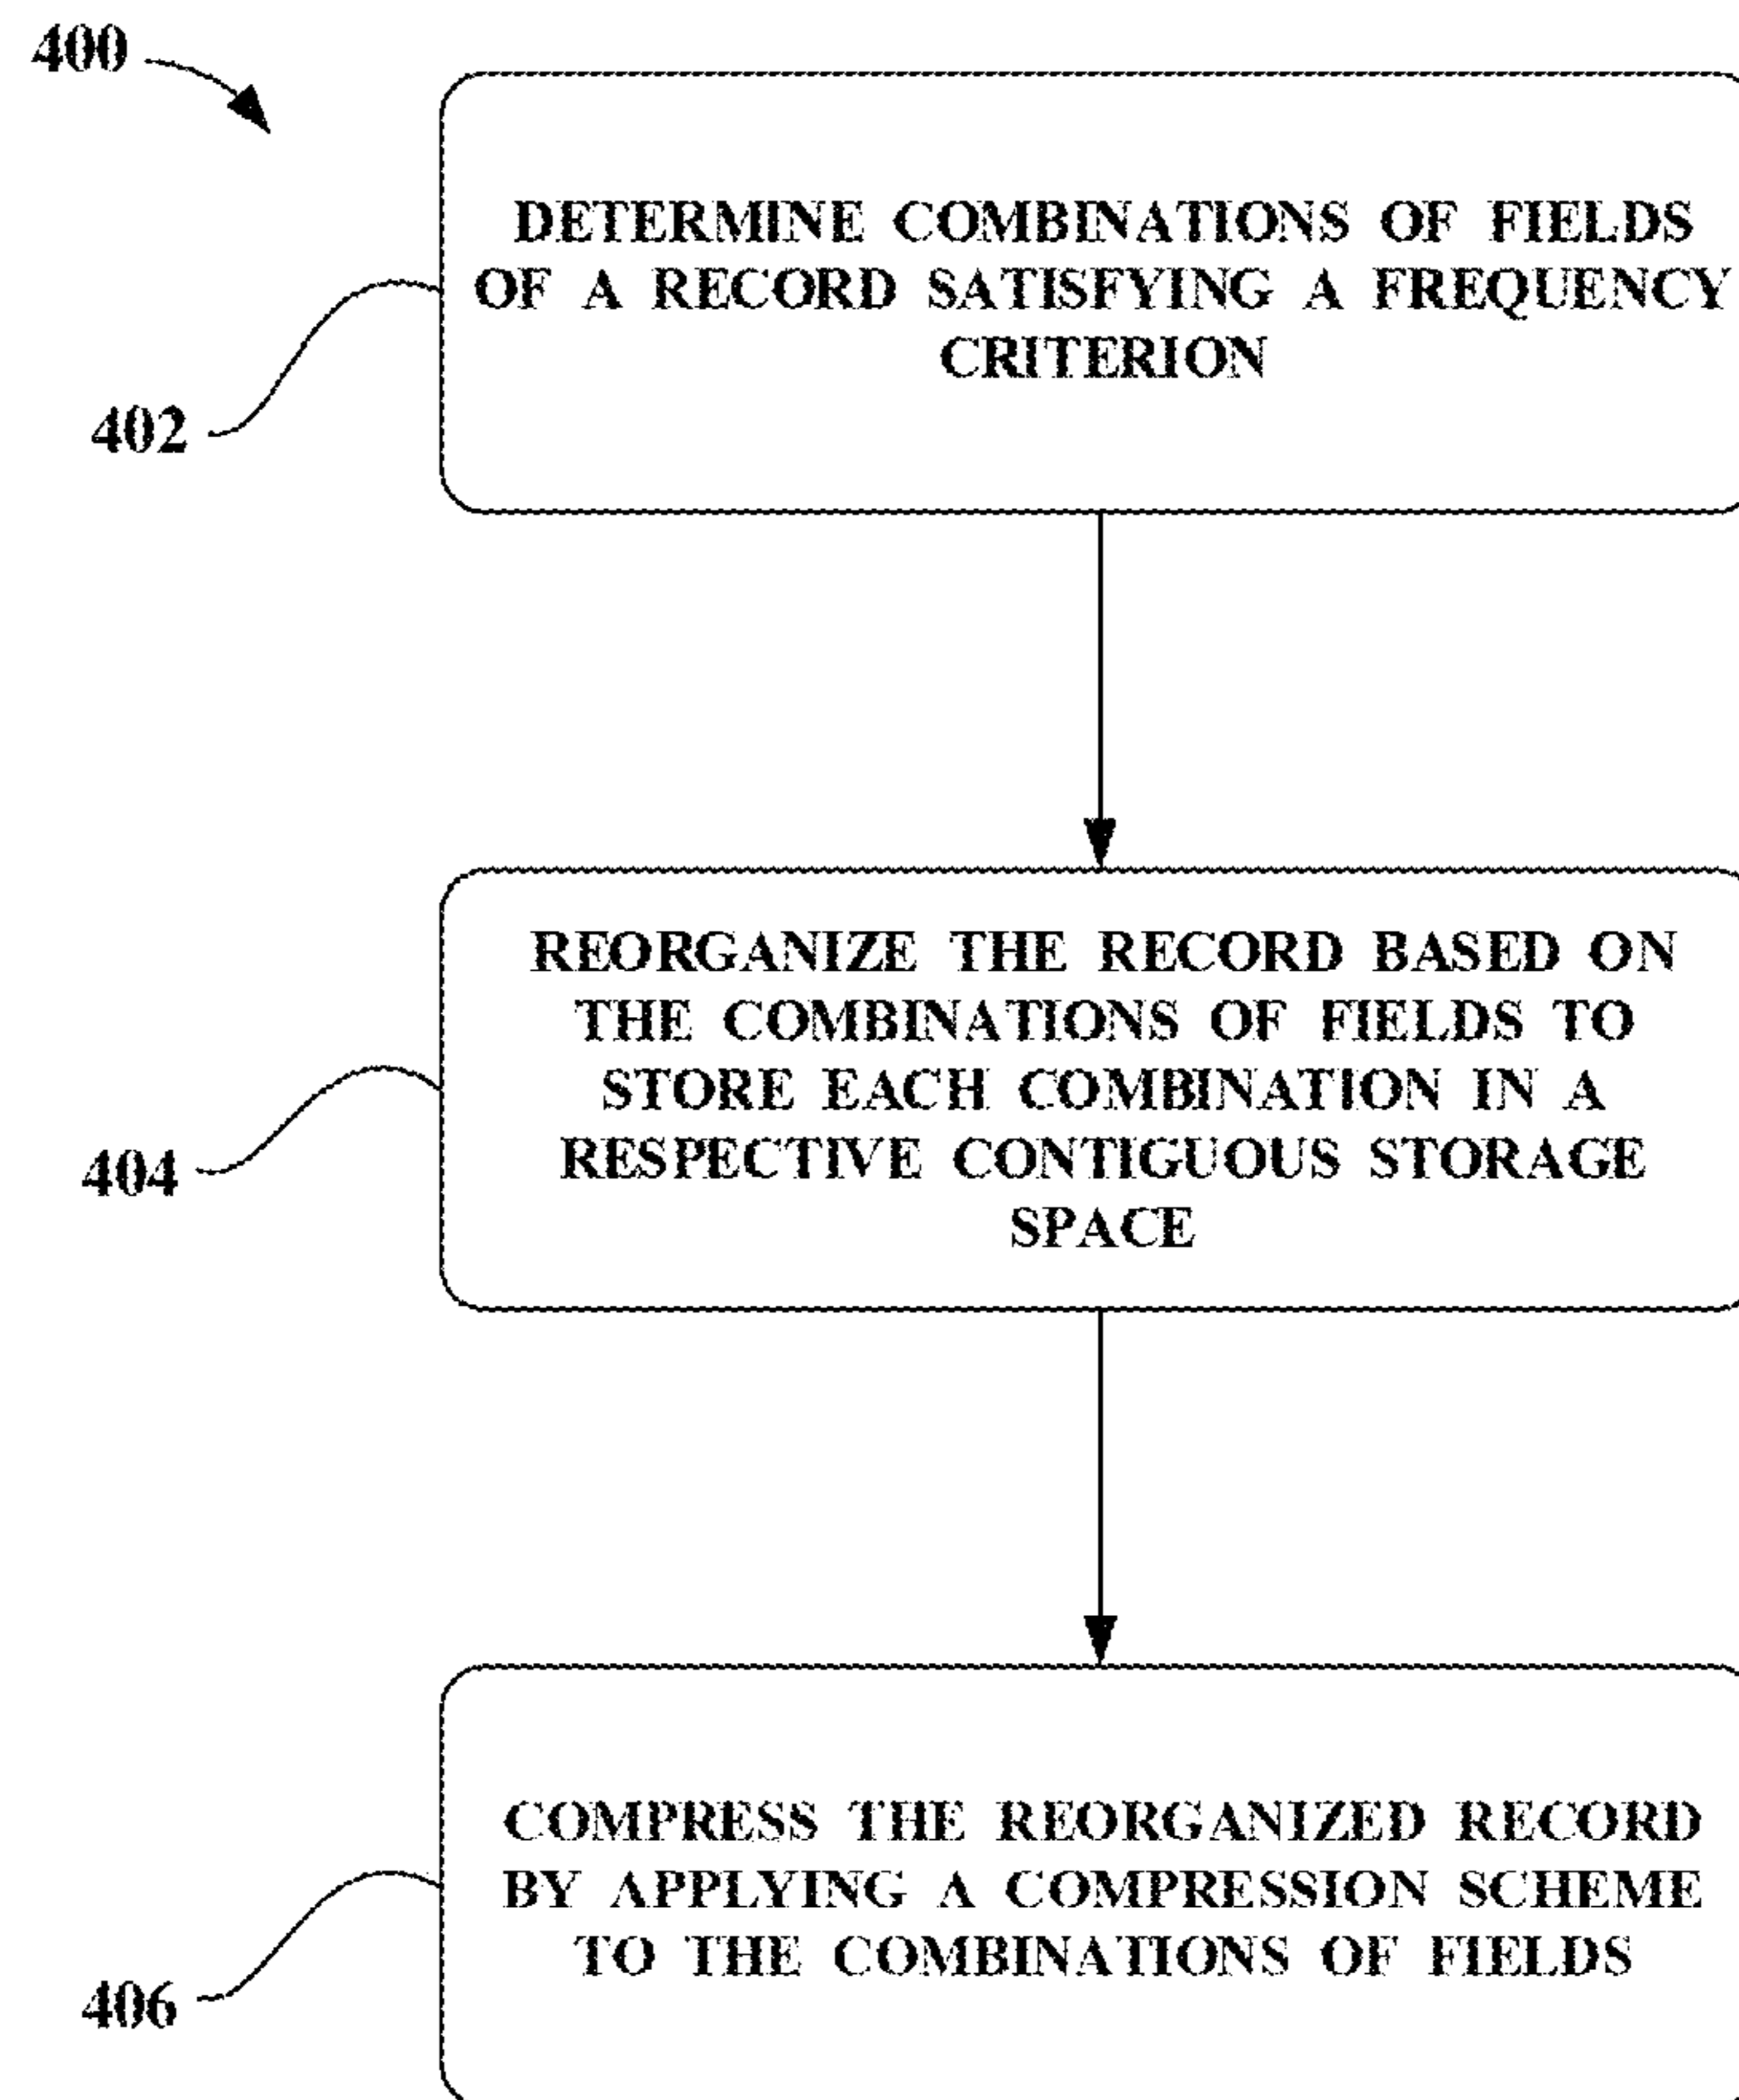 400
DETERMINE COMBINATIONS OF FIELDS
OF A RECORD SATISFYING A FREQUENCY
CRITERION
402
REORGANIZE THE RECORD BASED ON
THE COMBINATIONS OF FIELDS TO
STORE EACH COMBINATION IN A
RESPECTIVE CONTIGUOUS STORAGE
SPACE
404
COMPRESS THE REORGANIZED RECORD
BY APPLYING A COMPRESSION SCHEME
TO THE COMBINATIONS OF FIELDS
406